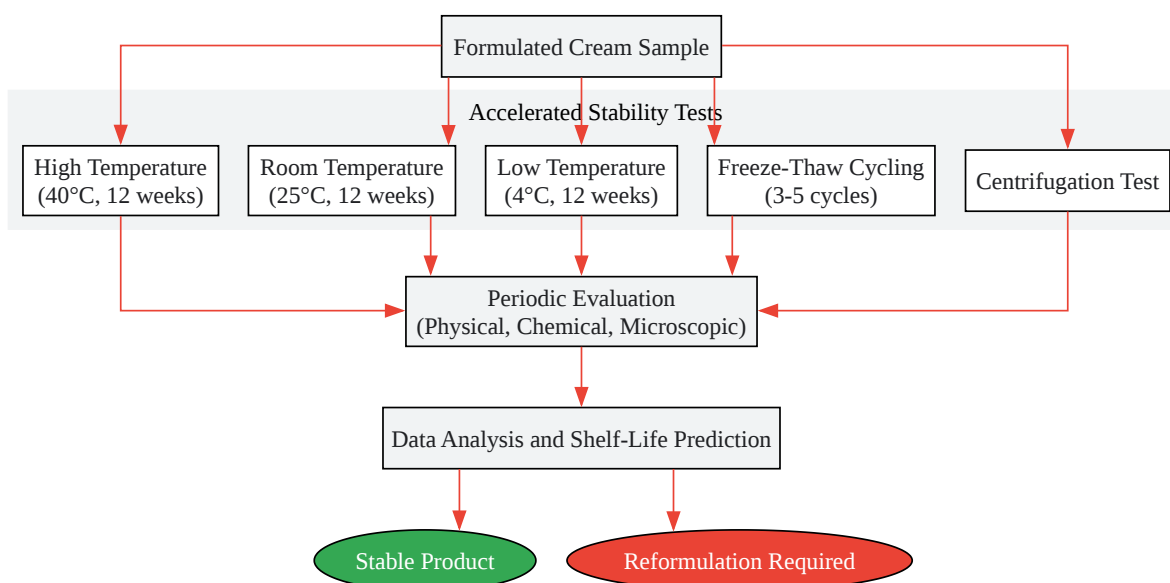 Formulated Cream Sample
Accelerated Stability Tests
High Temperature
(40°C, 12 weeks)
Room Temperature
(25°C, 12 weeks)
Low Temperature
(4°C, 12 weeks)
Freeze-Thaw Cycling
(3-5 cycles)
Centrifugation Test
Periodic Evaluation
(Physical, Chemical, Microscopic)
Data Analysis and Shelf-Life Prediction
Stable Product
Reformulation Required